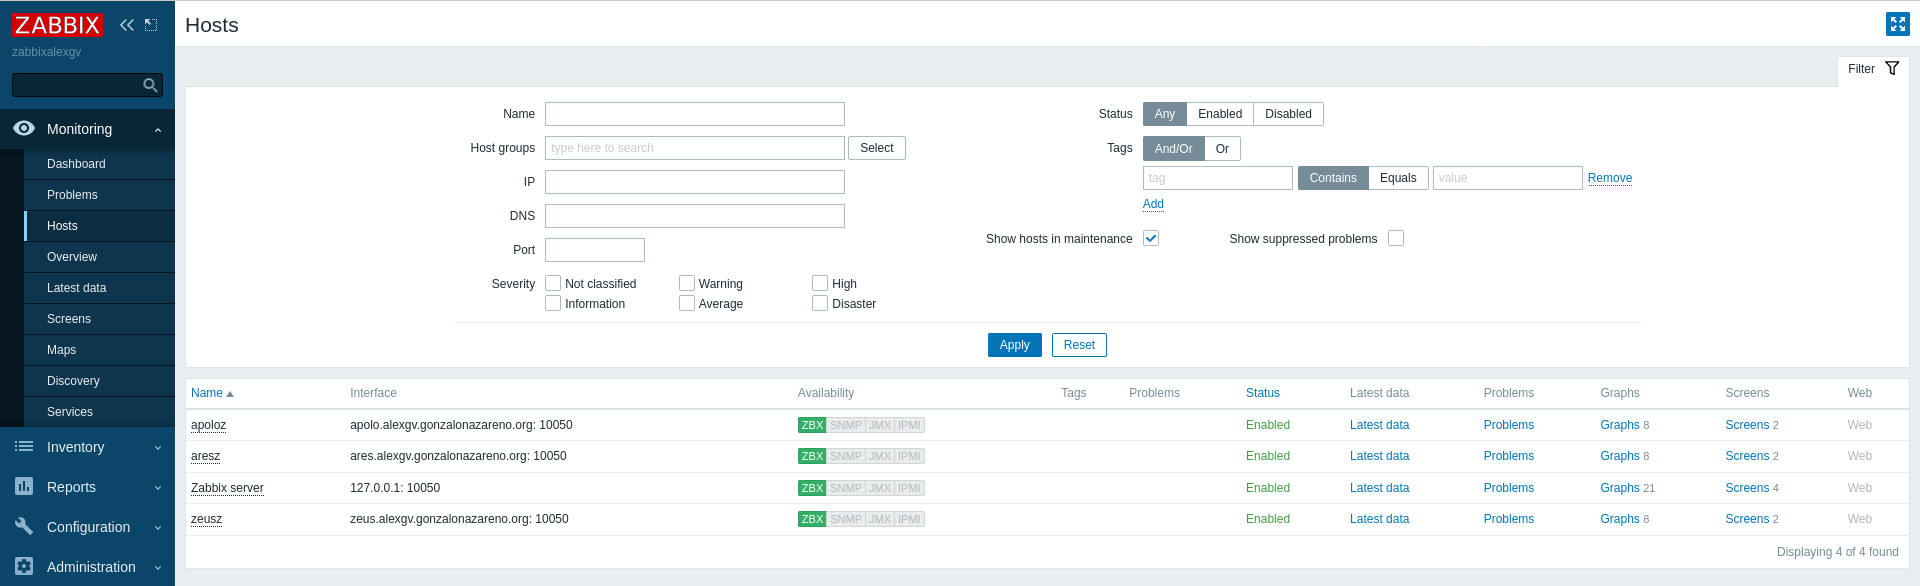 ZABBIX
zabbixalexgv
Monitoring
Dashboard
Problems
Hosts
Overview
Latest data
Screens
Maps
Discovery
Services
Inventory
Reports
Configuration
Administration
Hosts
Filter
Name
Host groups type here to search Select
IP
DNS
Port
Severity Not classified Warning High
Information Average Disaster
Status Any Enabled Disabled
Tags And/Or Or
tag Contains Equals value Remove
Add
Show hosts in maintenance Show suppressed problems
Apply Reset
Name Interface Availability Tags Problems Status Latest data Problems Graphs Screens Web
apoloz apolo.alexgv.gonzalonazareno.org: 10050 ZBX SNMP JMX IPMI Enabled Latest data Problems Graphs 8 Screens 2 Web
aresz ares.alexgv.gonzalonazareno.org: 10050 ZBX SNMP JMX IPMI Enabled Latest data Problems Graphs 8 Screens 2 Web
Zabbix server 127.0.0.1: 10050 ZBX SNMP JMX IPMI Enabled Latest data Problems Graphs 21 Screens 4 Web
zeusz zeus.alexgv.gonzalonazareno.org: 10050 ZBX SNMP JMX IPMI Enabled Latest data Problems Graphs 8 Screens 2 Web
Displaying 4 of 4 found